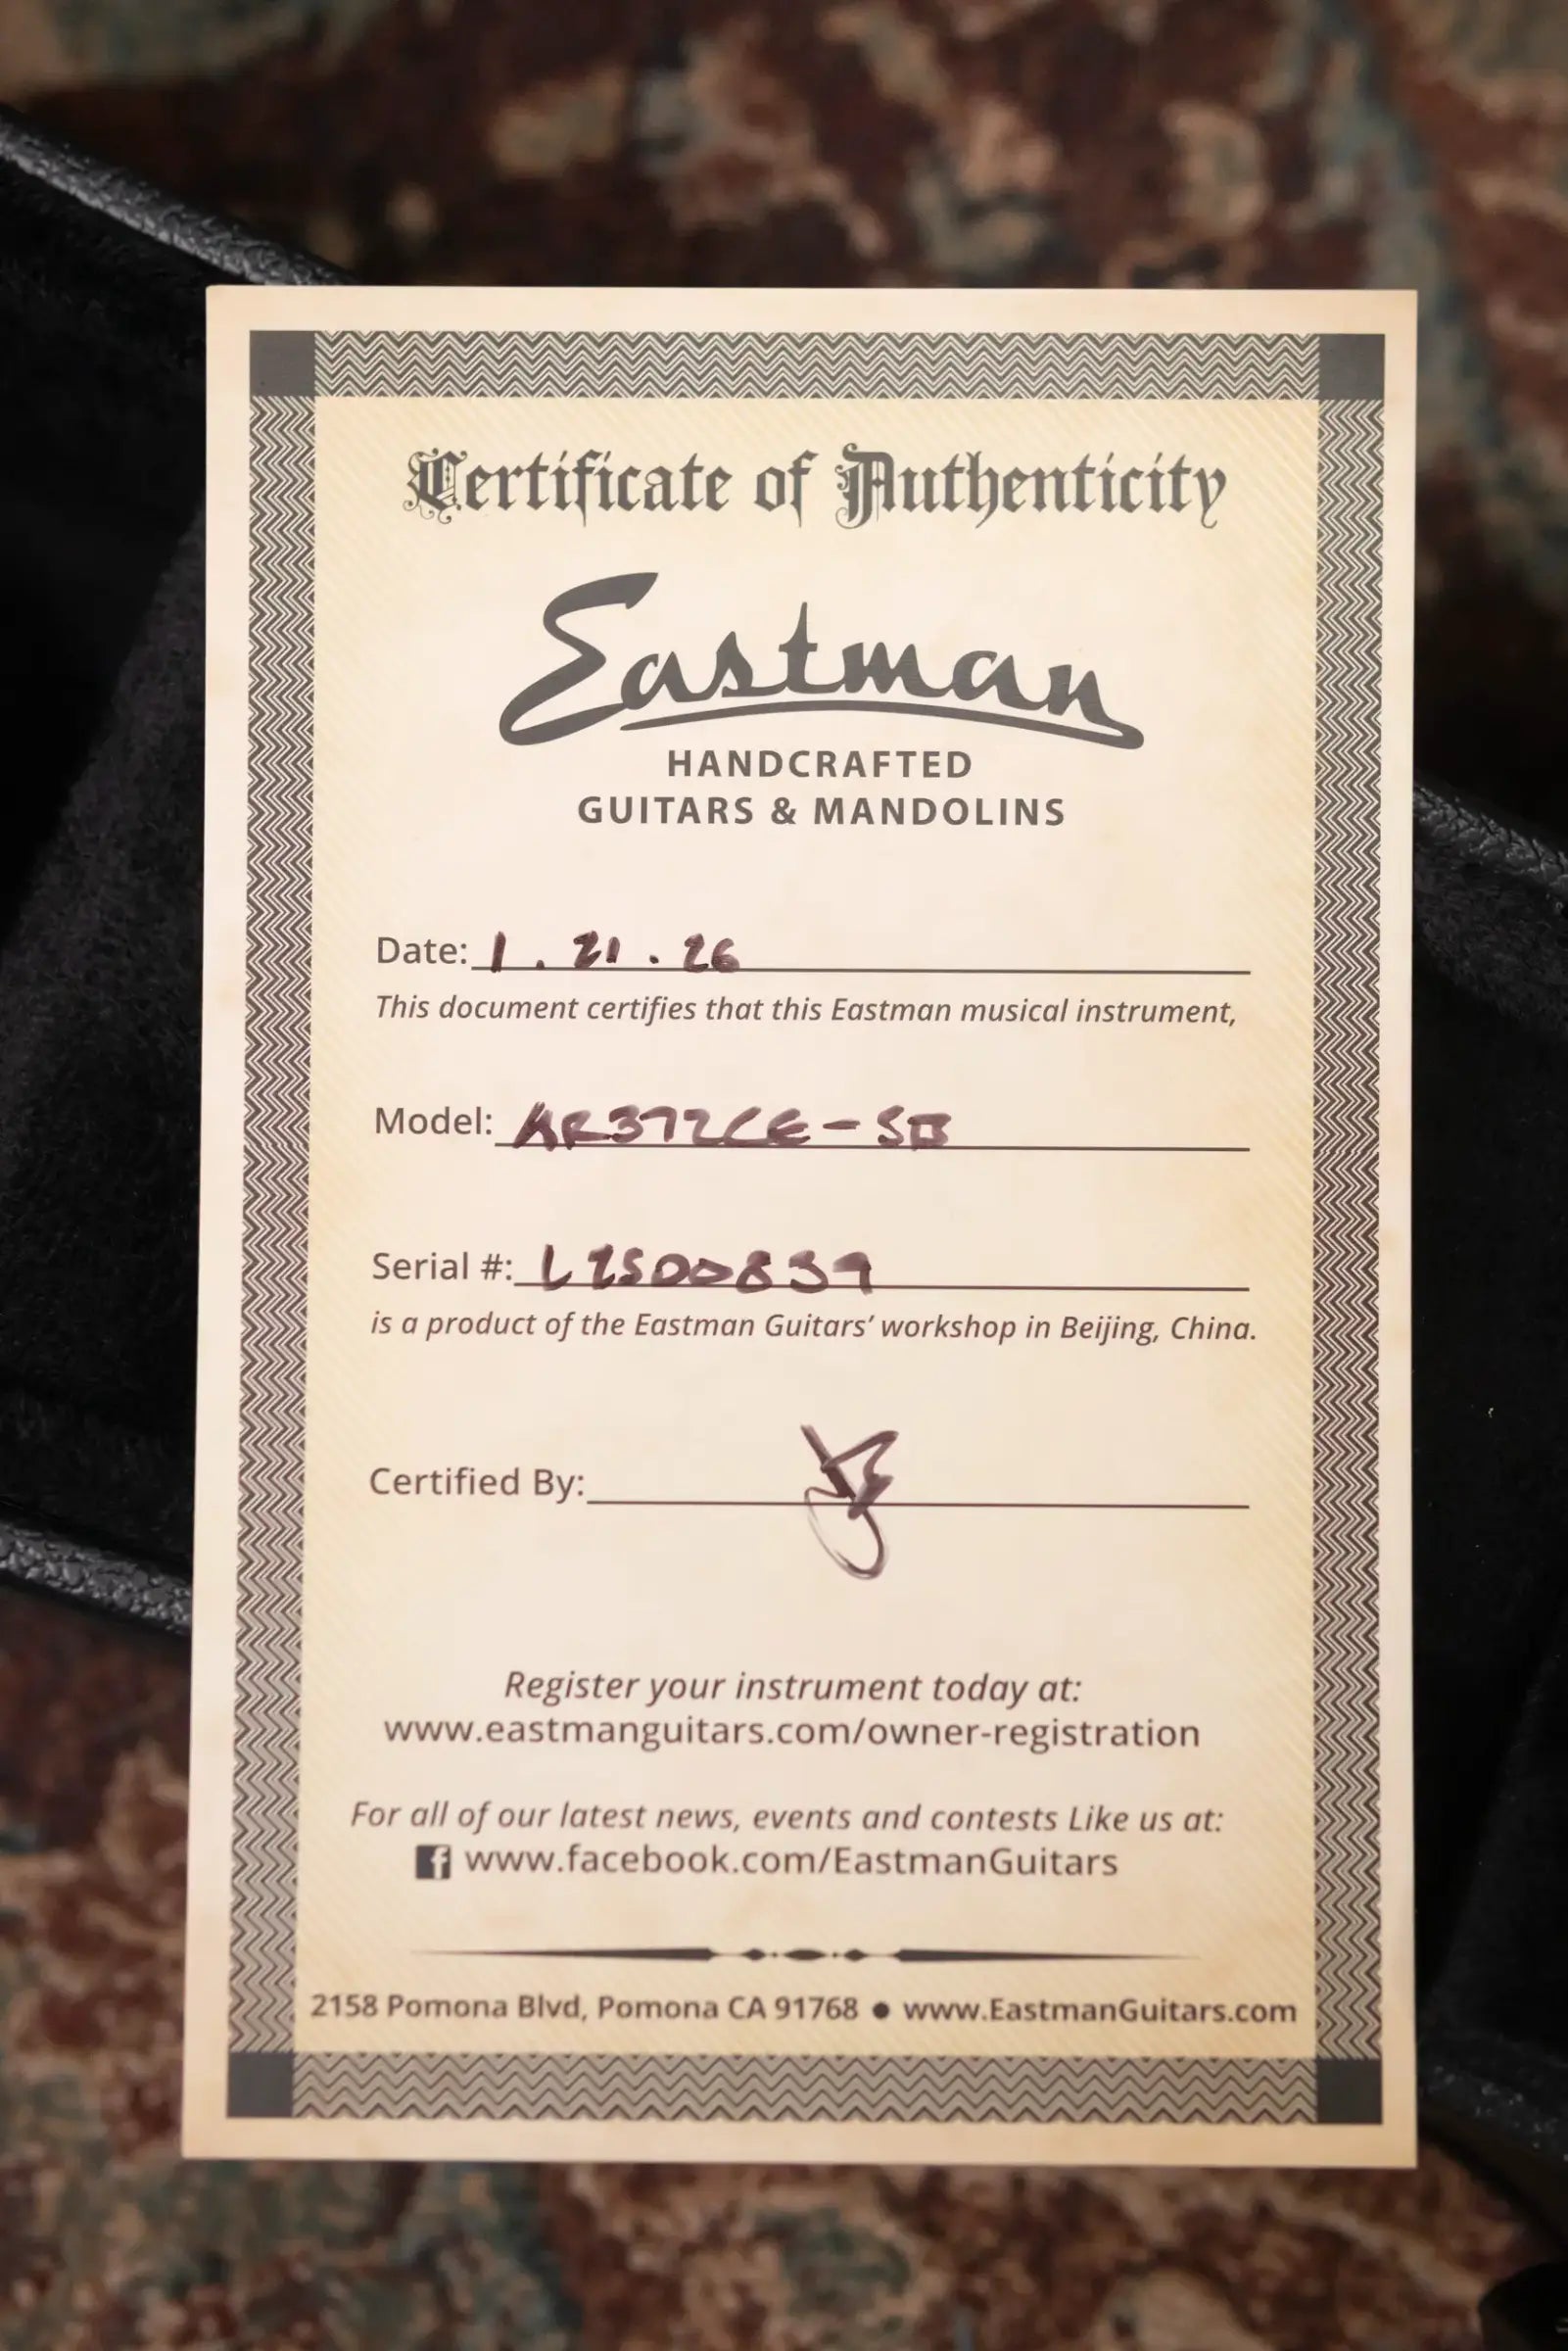 Certificate of Authenticity
Eastman
HANDCRAFTED
GUITARS & MANDOLINS
Date: 1 . 21 . 26
This document certifies that this Eastman musical instrument,
Model: AR372CE-SB
Serial #: L2500839
is a product of the Eastman Guitars’ workshop in Beijing, China.
Certified By:
Register your instrument today at:
www.eastmanguitars.com/owner-registration
For all of our latest news, events and contests Like us at:
f www.facebook.com/EastmanGuitars
2158 Pomona Blvd, Pomona CA 91768 ● www.EastmanGuitars.com